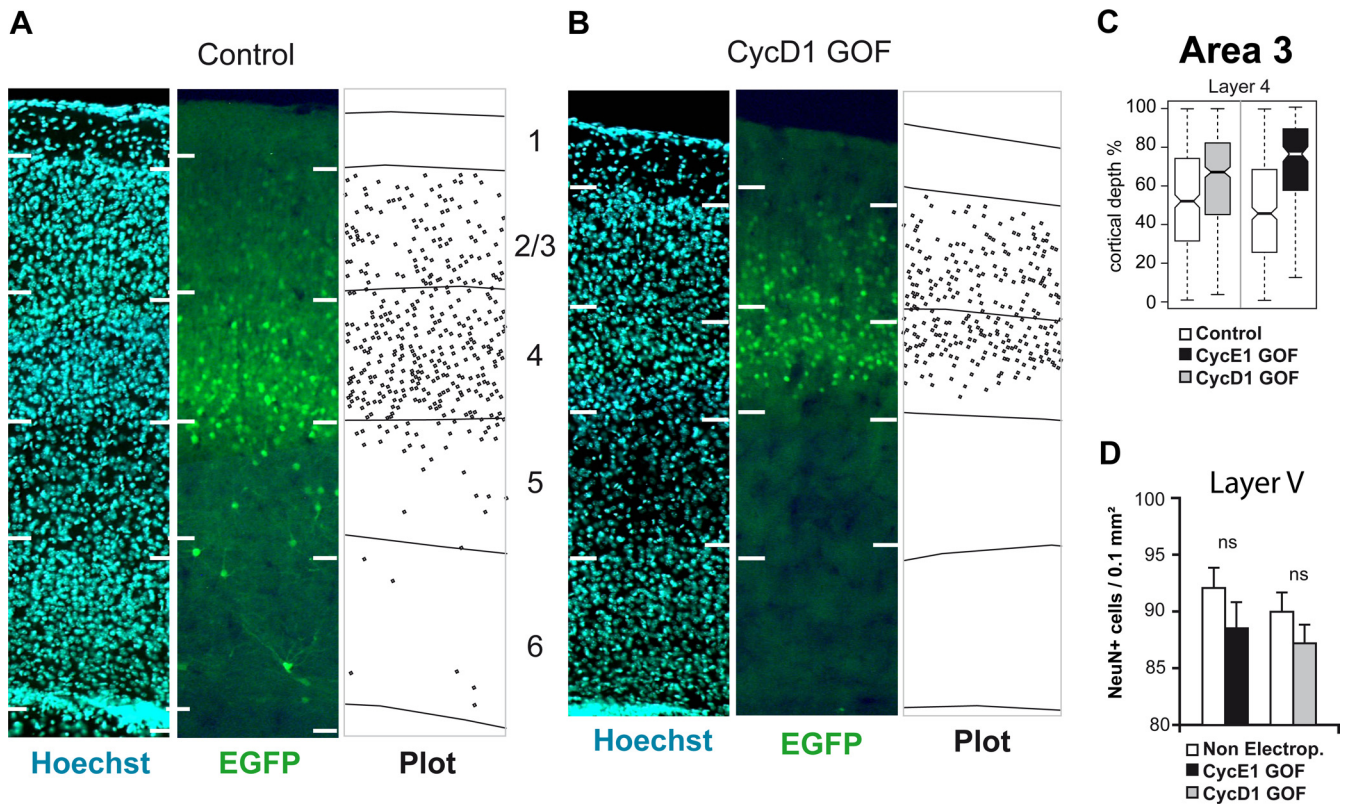 A
Control
Hoechst
EGFP
Plot
1
2/3
4
5
6
B
CycD1 GOF
Hoechst
EGFP
Plot
C
Area 3
Layer 4
cortical depth %
100
80
60
40
20
0
Control
CycE1 GOF
CycD1 GOF
D
Layer V
NeuN+ cells / 0.1 mm²
100
95
90
85
80
ns
ns
Non Electrop.
CycE1 GOF
CycD1 GOF